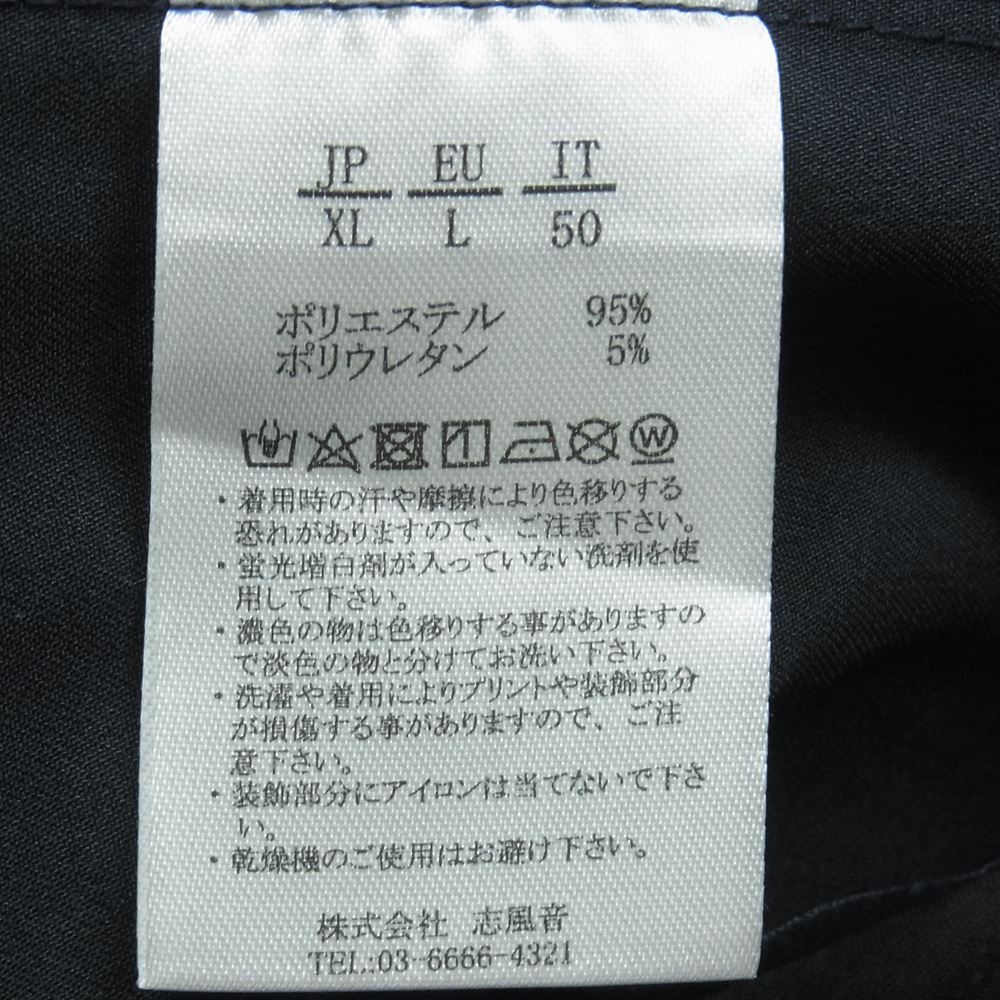 JP EU IT
XL L 50
ポリエステル 95%
ポリウレタン 5%
W
・着用時の汗や摩擦により色移りする
恐れがありますので、ご注意下さい。
・蛍光増白剤が入っていない洗剤を使
用して下さい。
・濃色の物は色移りする事がありますの
で淡色の物と分けてお洗い下さい。
・洗濯や着用によりプリントや装飾部分
が損傷する事がありますので、ご注
意下さい。
・装飾部分にアイロンは当てないで下さ
い。
・乾燥機のご使用はお避け下さい。
株式会社 志風音
TEL:03-6666-4321